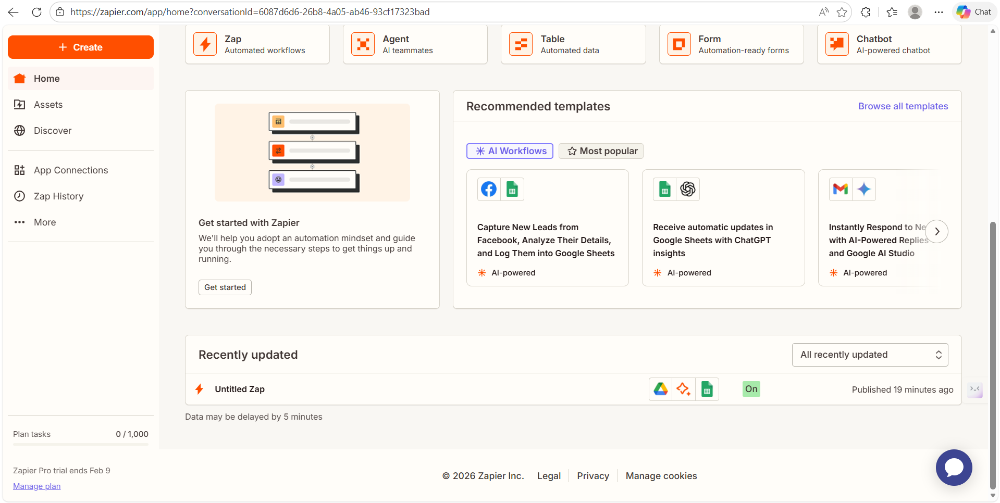 https://zapier.com/app/home?conversationId=6087d6d6-26b8-4a05-ab46-93cf17323bad
Chat
Create
Home
Assets
Discover
App Connections
Zap History
More
Plan tasks 0 / 1,000
Zapier Pro trial ends Feb 9
Manage plan
Zap
Automated workflows
Agent
AI teammates
Table
Automated data
Form
Automation-ready forms
Chatbot
AI-powered chatbot
Get started with Zapier
We'll help you adopt an automation mindset and guide
you through the necessary steps to get things up and
running.
Get started
Recommended templates
Browse all templates
AI Workflows
Most popular
Capture New Leads from
Facebook, Analyze Their Details,
and Log Them into Google Sheets
AI-powered
Receive automatic updates in
Google Sheets with ChatGPT
insights
AI-powered
Instantly Respond to
with AI-Powered Replies
and Google AI Studio
AI-powered
Recently updated
All recently updated
Untitled Zap
On
Published 19 minutes ago
Data may be delayed by 5 minutes
© 2026 Zapier Inc.
Legal
Privacy
Manage cookies